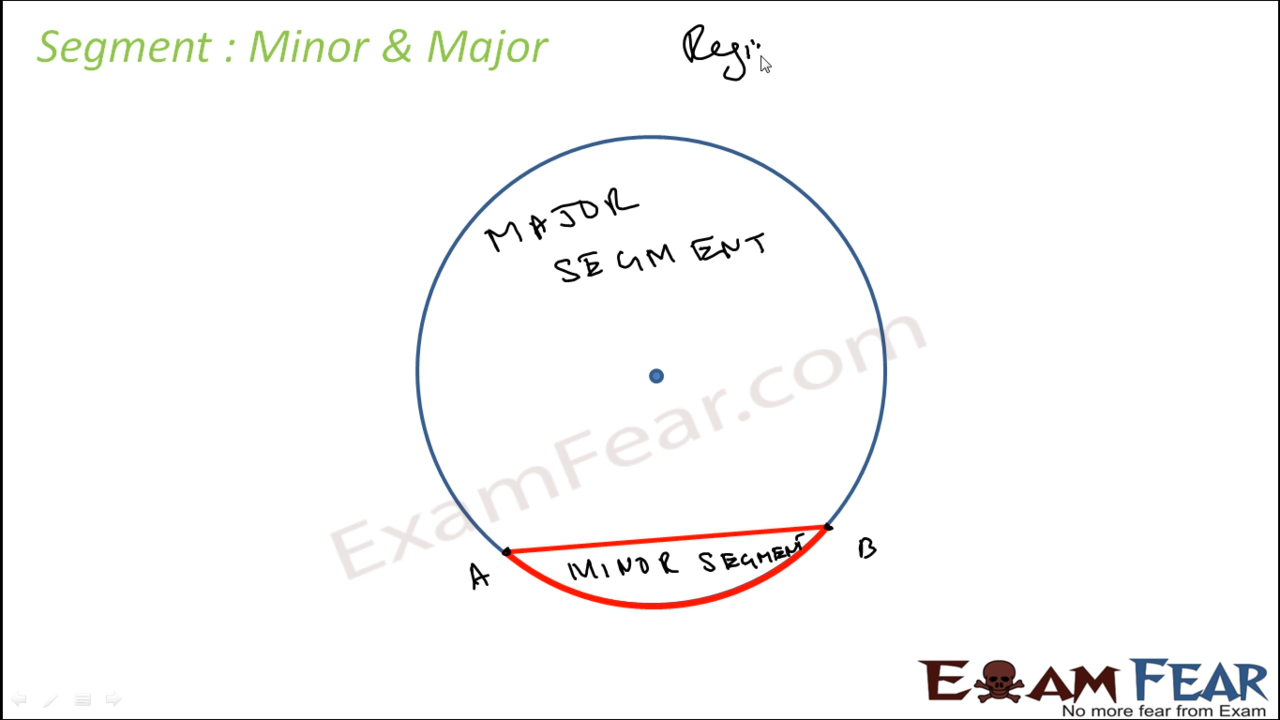 Segment : Minor & Major
Regi
MAJOR
SEGMENT
ExamFear.com
MINOR SEGMENT
A
B
EXAM FEAR
No more fear from Exam